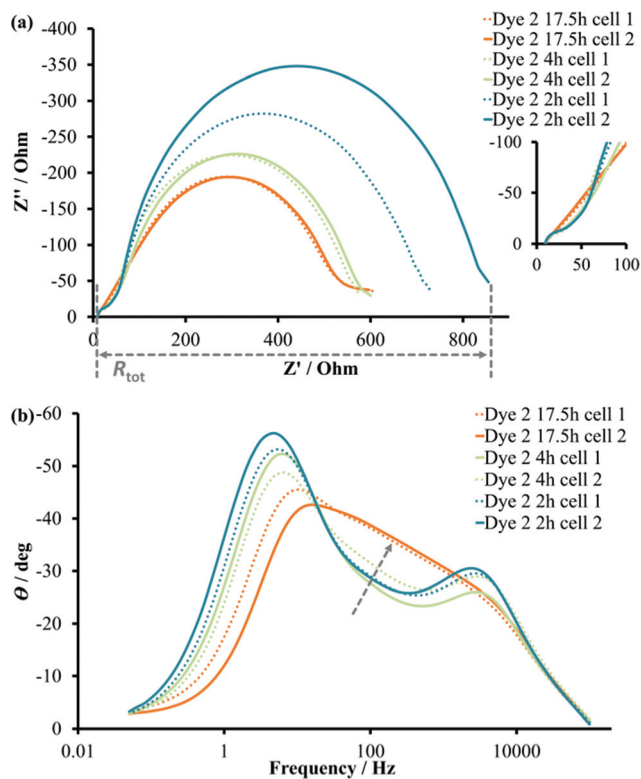 (a)
Dye 2 17.5h cell 1
Dye 2 17.5h cell 2
Dye 2 4h cell 1
Dye 2 4h cell 2
Dye 2 2h cell 1
Dye 2 2h cell 2
-400
-350
-300
-250
-200
-150
-100
-50
0
Z'' / Ohm
0 200 400 600 800
Z' / Ohm
Rtot
-100
-50
0
0 50 100
(b)
Dye 2 17.5h cell 1
Dye 2 17.5h cell 2
Dye 2 4h cell 1
Dye 2 4h cell 2
Dye 2 2h cell 1
Dye 2 2h cell 2
-60
-50
-40
-30
-20
-10
0
Θ / deg
0.01 1 100 10000
Frequency / Hz